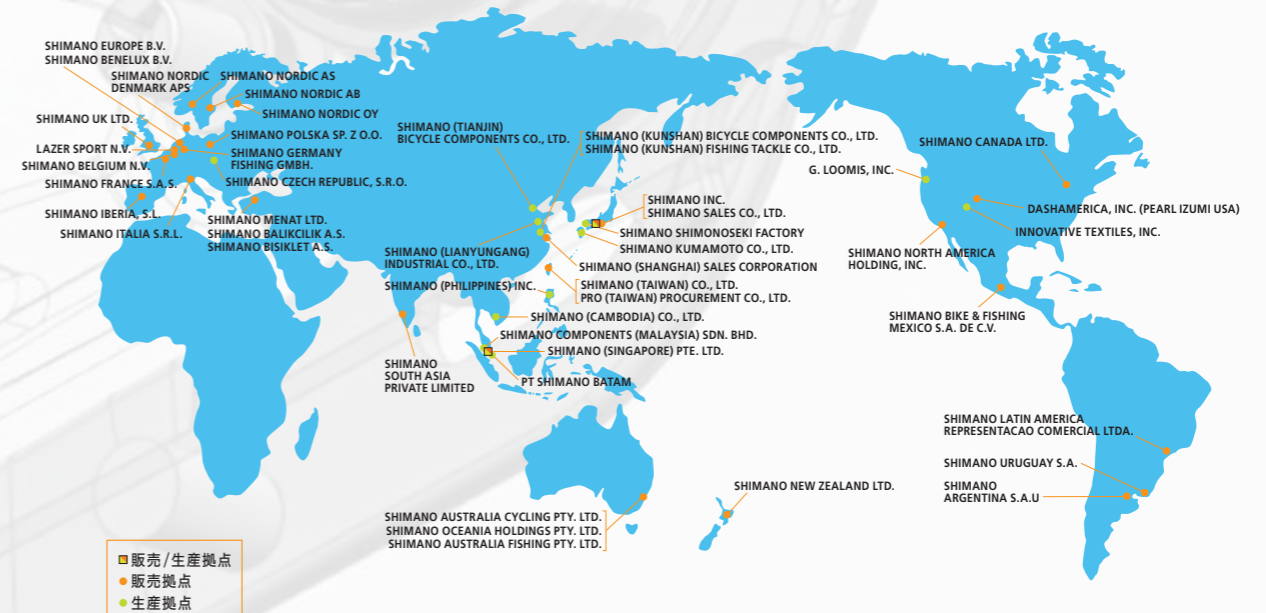 SHIMANO EUROPE B.V.
SHIMANO BENELUX B.V.
SHIMANO NORDIC
DENMARK APS
SHIMANO NORDIC AS
SHIMANO NORDIC AB
SHIMANO NORDIC OY
SHIMANO UK LTD.
SHIMANO POLSKA SP. Z O.O.
LAZER SPORT N.V.
SHIMANO GERMANY
FISHING GMBH.
SHIMANO BELGIUM N.V.
SHIMANO FRANCE S.A.S.
SHIMANO CZECH REPUBLIC, S.R.O.
SHIMANO IBERIA, S.L.
SHIMANO ITALIA S.R.L.
SHIMANO MENAT LTD.
SHIMANO BALIKCILIK A.S.
SHIMANO BISIKLET A.S.
SHIMANO (TIANJIN)
BICYCLE COMPONENTS CO., LTD.
SHIMANO (KUNSHAN) BICYCLE COMPONENTS CO., LTD.
SHIMANO (KUNSHAN) FISHING TACKLE CO., LTD.
SHIMANO INC.
SHIMANO SALES CO., LTD.
SHIMANO SHIMONOSEKI FACTORY
SHIMANO KUMAMOTO CO., LTD.
SHIMANO (LIANYUNGANG)
INDUSTRIAL CO., LTD.
SHIMANO (SHANGHAI) SALES CORPORATION
SHIMANO (PHILIPPINES) INC.
SHIMANO (TAIWAN) CO., LTD.
PRO (TAIWAN) PROCUREMENT CO., LTD.
SHIMANO (CAMBODIA) CO., LTD.
SHIMANO COMPONENTS (MALAYSIA) SDN. BHD.
SHIMANO (SINGAPORE) PTE. LTD.
SHIMANO
SOUTH ASIA
PRIVATE LIMITED
PT SHIMANO BATAM
SHIMANO CANADA LTD.
G. LOOMIS, INC.
DASHAMERICA, INC. (PEARL IZUMI USA)
INNOVATIVE TEXTILES, INC.
SHIMANO NORTH AMERICA
HOLDING, INC.
SHIMANO BIKE & FISHING
MEXICO S.A. DE C.V.
SHIMANO LATIN AMERICA
REPRESENTACAO COMERCIAL LTDA.
SHIMANO URUGUAY S.A.
SHIMANO
ARGENTINA S.A.U
SHIMANO NEW ZEALAND LTD.
SHIMANO AUSTRALIA CYCLING PTY. LTD.
SHIMANO OCEANIA HOLDINGS PTY. LTD.
SHIMANO AUSTRALIA FISHING PTY. LTD.
販売/生産拠点
販売拠点
生産拠点